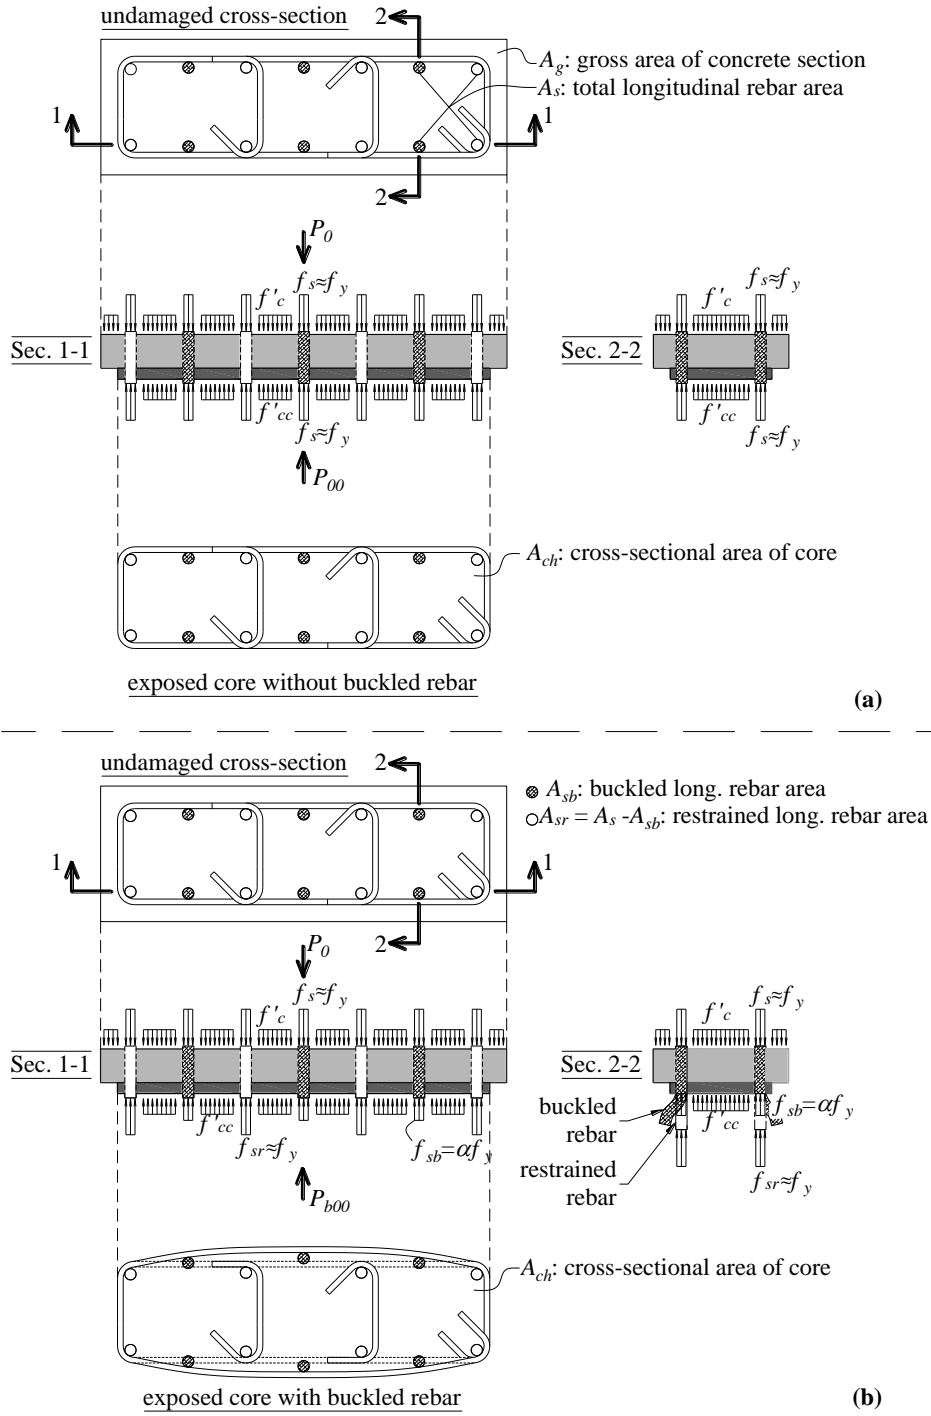 undamaged cross-section
2
A_g: gross area of concrete section
A_s: total longitudinal rebar area
1
1
2
P_0
f_s≈f_y
f'_c
f_s≈f_y
f'_c
Sec. 1-1
Sec. 2-2
f'_cc
f_s≈f_y
f'_cc
f_s≈f_y
P_00
A_ch: cross-sectional area of core
exposed core without buckled rebar
(a)
undamaged cross-section
2
A_sb: buckled long. rebar area
A_sr = A_s -A_sb: restrained long. rebar area
1
1
2
P_0
f_s≈f_y
f'_c
f_s≈f_y
f'_c
Sec. 1-1
Sec. 2-2
f'_cc
f_sr≈f_y
f_sb=αf_y
buckled
rebar
f'_cc
f_sb=αf_y
restrained
rebar
f_sr≈f_y
P_b00
A_ch: cross-sectional area of core
exposed core with buckled rebar
(b)